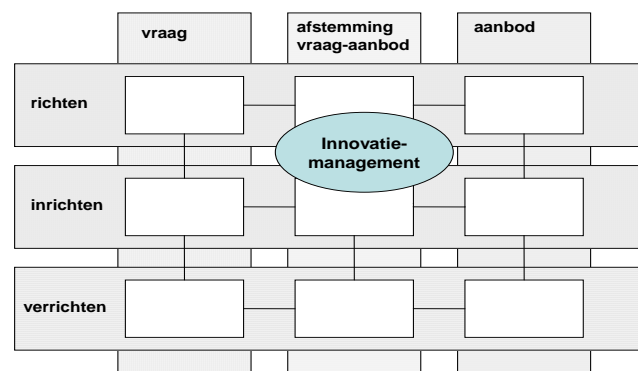 vraag
afstemming
vraag-aanbod
aanbod
richten
Innovatie-
management
inrichten
verrichten